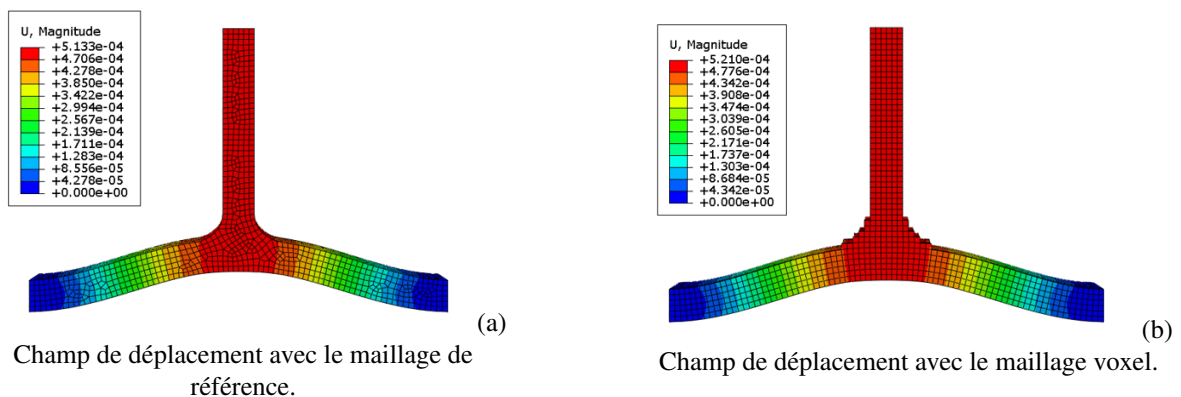 U, Magnitude
+5.133e-04
+4.706e-04
+4.278e-04
+3.850e-04
+3.422e-04
+2.994e-04
+2.567e-04
+2.139e-04
+1.711e-04
+1.283e-04
+8.556e-05
+4.278e-05
+0.000e+00
(a)
Champ de déplacement avec le maillage de
référence.
U, Magnitude
+5.210e-04
+4.776e-04
+4.342e-04
+3.908e-04
+3.474e-04
+3.039e-04
+2.605e-04
+2.171e-04
+1.737e-04
+1.303e-04
+8.684e-05
+4.342e-05
+0.000e+00
(b)
Champ de déplacement avec le maillage voxel.